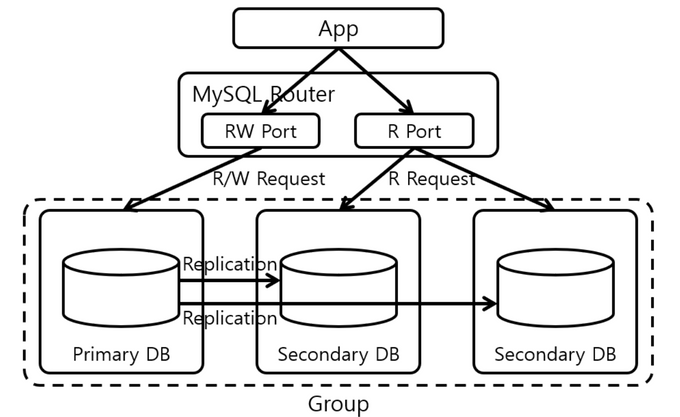 App
MySQL Router
RW Port
R Port
R/W Request
R Request
Replication
Replication
Primary DB
Secondary DB
Secondary DB
Group